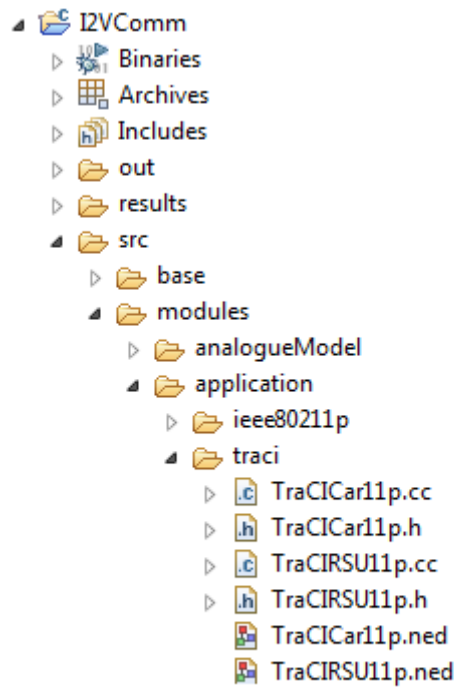 I2VComm
Binaries
Archives
Includes
out
results
src
base
modules
analogueModel
application
ieee80211p
traci
TraCICar11p.cc
TraCICar11p.h
TraCIRSU11p.cc
TraCIRSU11p.h
TraCICar11p.ned
TraCIRSU11p.ned